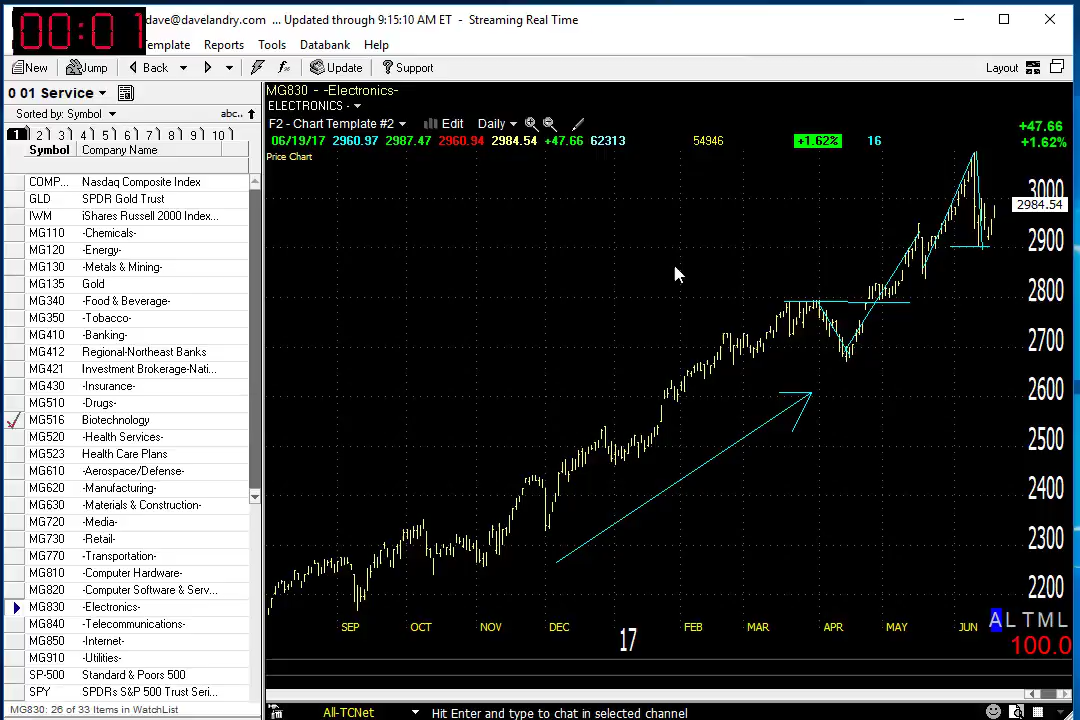 00:01
dave@davelandry.com ... Updated through 9:15:10 AM ET - Streaming Real Time
emplate Reports Tools Databank Help
New Jump Back Update Support Layout
0 01 Service
Sorted by: Symbol abc..
1 2 3 4 5 6 7 8 9 10
Symbol Company Name
COMP... Nasdaq Composite Index
GLD SPDR Gold Trust
IWM iShares Russell 2000 Index...
MG110 -Chemicals-
MG120 -Energy-
MG130 -Metals & Mining-
MG135 Gold
MG340 -Food & Beverage-
MG350 -Tobacco-
MG410 -Banking-
MG412 Regional-Northeast Banks
MG421 Investment Brokerage-Nati...
MG430 -Insurance-
MG510 -Drugs-
MG516 Biotechnology
MG520 -Health Services-
MG523 Health Care Plans
MG610 -Aerospace/Defense-
MG620 -Manufacturing-
MG630 -Materials & Construction-
MG720 -Media-
MG730 -Retail-
MG770 -Transportation-
MG810 -Computer Hardware-
MG820 -Computer Software & Serv...
MG830 -Electronics-
MG840 -Telecommunications-
MG850 -Internet-
MG910 -Utilities-
SP-500 Standard & Poors 500
SPY SPDRs S&P 500 Trust Seri...
MG830: 26 of 33 Items in WatchList
MG830 - -Electronics-
ELECTRONICS -
F2 - Chart Template #2 Edit Daily
06/19/17 2960.97 2987.47 2960.94 2984.54 +47.66 62313 54946 +1.62% 16
+47.66
+1.62%
Price Chart
3000
2984.54
2900
2800
2700
2600
2500
2400
2300
2200
SEP OCT NOV DEC 17 FEB MAR APR MAY JUN
A L T M L
100.0
All-TCNet Hit Enter and type to chat in selected channel